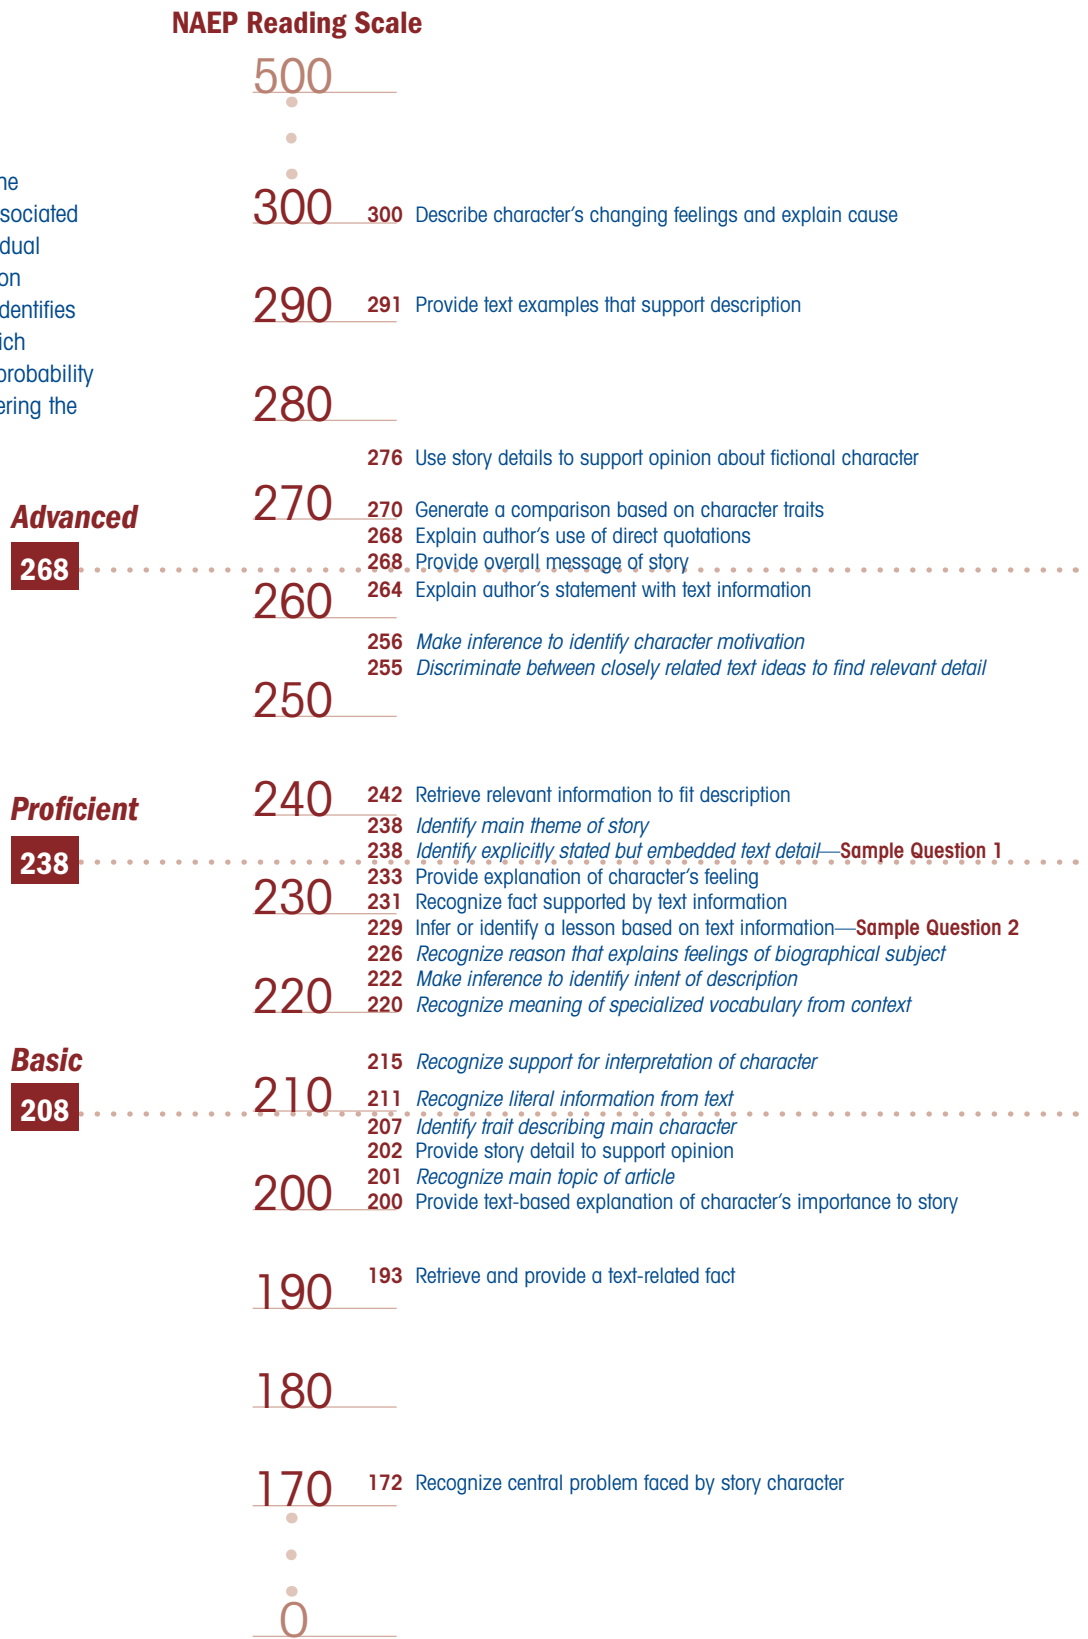 NAEP Reading Scale
500
he
sociated
dual
on
dentifies
ich
probability
ering the
300 300 Describe character's changing feelings and explain cause
290 291 Provide text examples that support description
280
276 Use story details to support opinion about fictional character
Advanced
270 270 Generate a comparison based on character traits
268 Explain author's use of direct quotations
268
268 Provide overall message of story
260 264 Explain author's statement with text information
256 Make inference to identify character motivation
255 Discriminate between closely related text ideas to find relevant detail
250
Proficient
240 242 Retrieve relevant information to fit description
238 Identify main theme of story
238
238 Identify explicitly stated but embedded text detail—Sample Question 1
233 Provide explanation of character's feeling
230 231 Recognize fact supported by text information
229 Infer or identify a lesson based on text information—Sample Question 2
226 Recognize reason that explains feelings of biographical subject
222 Make inference to identify intent of description
220 220 Recognize meaning of specialized vocabulary from context
Basic
215 Recognize support for interpretation of character
208
210 211 Recognize literal information from text
207 Identify trait describing main character
202 Provide story detail to support opinion
201 Recognize main topic of article
200 200 Provide text-based explanation of character's importance to story
190 193 Retrieve and provide a text-related fact
180
170 172 Recognize central problem faced by story character
0